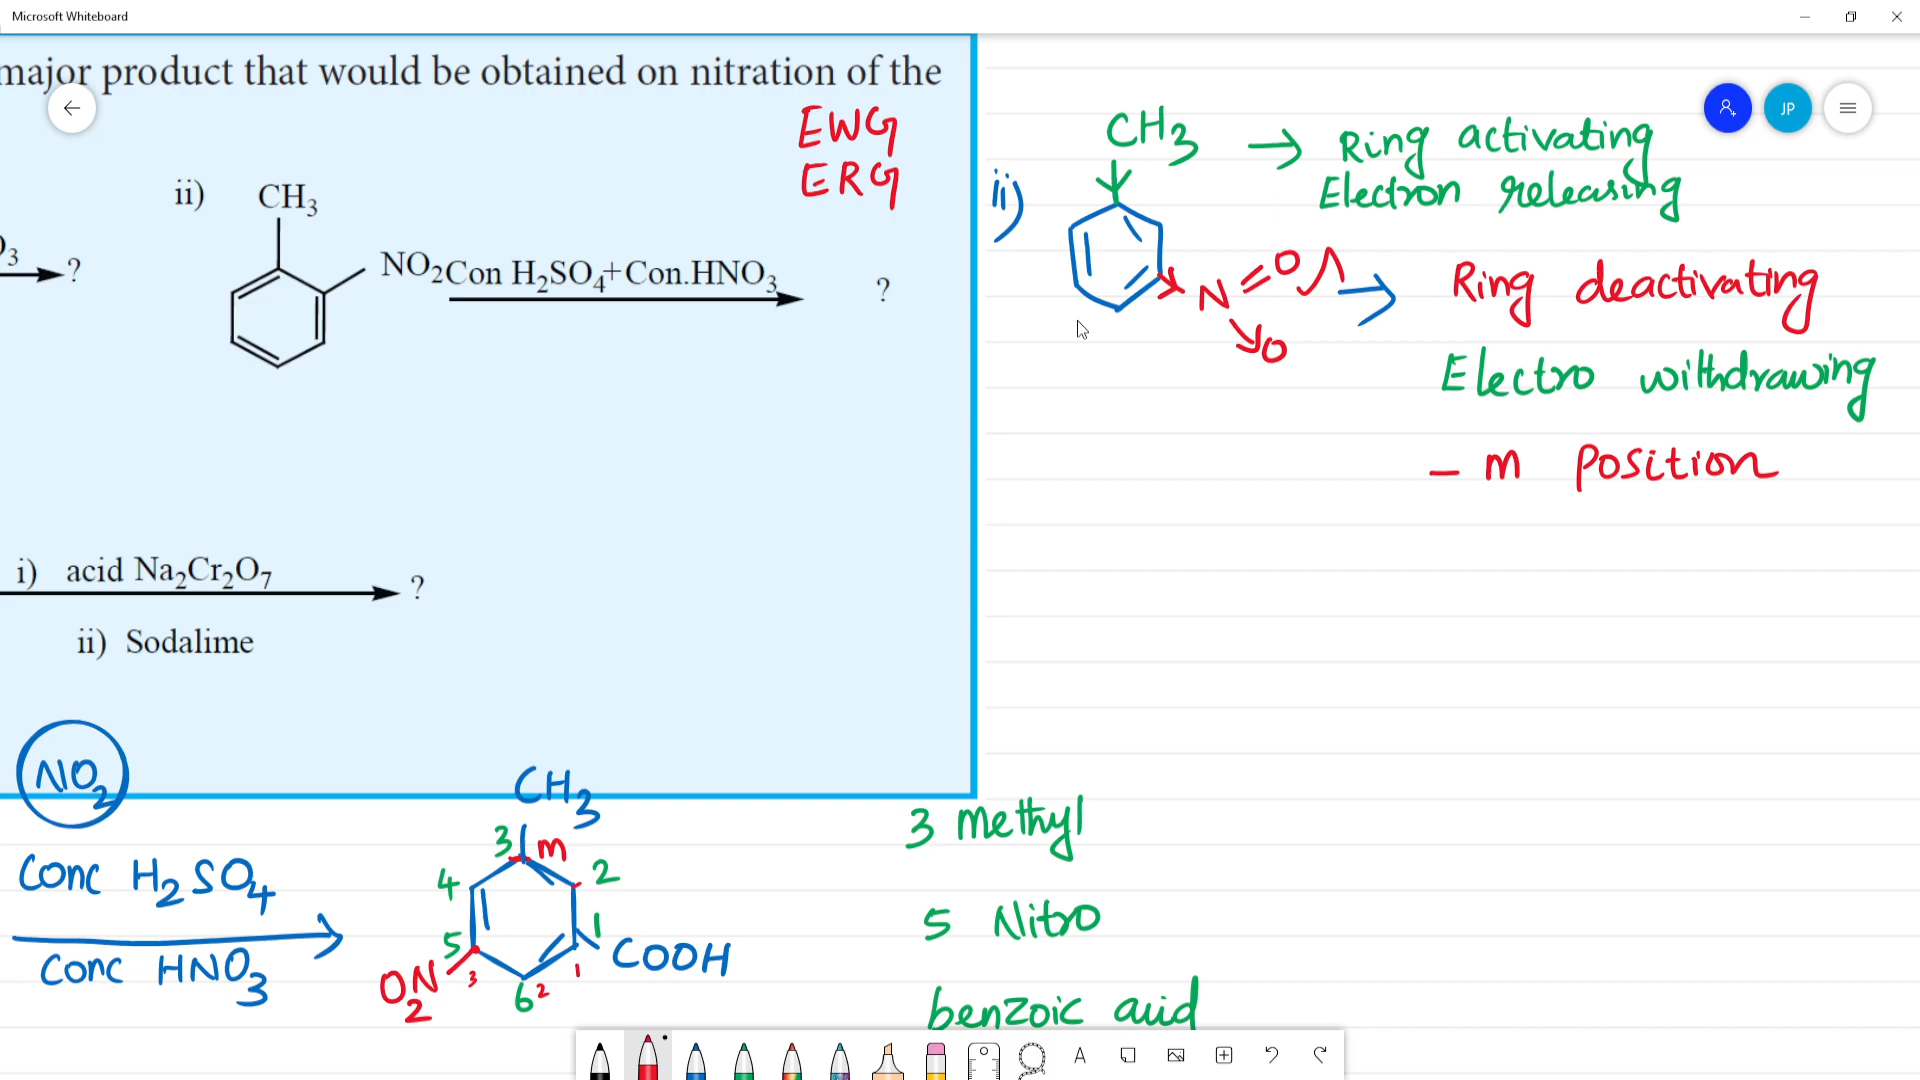 Microsoft Whiteboard
major product that would be obtained on nitration of the
EWG
ERG
ii) CH3
3
?
NO2Con H2SO4+Con.HNO3
?
i) acid Na2Cr2O7
?
ii) Sodalime
JP
ii) CH3 → Ring activating
Electron releasing
N=O → Ring deactivating
O
Electro withdrawing
- m Position
NO2
Conc H2SO4
Conc HNO3
CH3
3 m
4 2
5 1
COOH
O2N 3 1
6 2
3 methyl
5 Nitro
benzoic acid
A